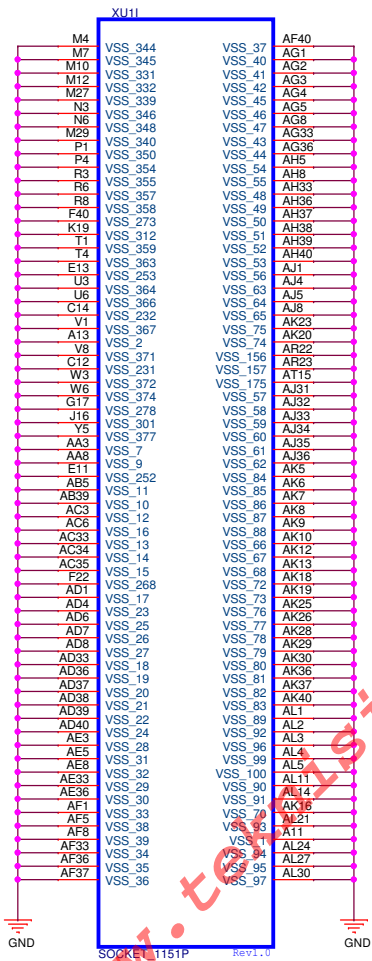 XU1I
M4 VSS_344 VSS_37 AF40
M7 VSS_345 VSS_40 AG1
M10 VSS_331 VSS_41 AG2
M12 VSS_332 VSS_42 AG3
M27 VSS_339 VSS_45 AG4
N3 VSS_346 VSS_46 AG5
N6 VSS_348 VSS_47 AG8
M29 VSS_340 VSS_43 AG33
P1 VSS_350 VSS_44 AG36
P4 VSS_354 VSS_54 AH5
R3 VSS_355 VSS_55 AH8
R6 VSS_357 VSS_48 AH33
R8 VSS_358 VSS_49 AH36
F40 VSS_273 VSS_50 AH37
K19 VSS_312 VSS_51 AH38
T1 VSS_359 VSS_52 AH39
T4 VSS_363 VSS_53 AH40
E13 VSS_253 VSS_56 AJ1
U3 VSS_364 VSS_63 AJ4
U6 VSS_366 VSS_64 AJ5
C14 VSS_232 VSS_65 AJ8
V1 VSS_367 VSS_75 AK23
A13 VSS_2 VSS_74 AK20
V8 VSS_371 VSS_156 AR22
C12 VSS_231 VSS_157 AR23
W3 VSS_372 VSS_175 AT15
W6 VSS_374 VSS_57 AJ31
G17 VSS_278 VSS_58 AJ32
J16 VSS_301 VSS_59 AJ33
Y5 VSS_377 VSS_60 AJ34
AA3 VSS_7 VSS_61 AJ35
AA8 VSS_9 VSS_62 AJ36
E11 VSS_252 VSS_84 AK5
AB5 VSS_11 VSS_85 AK6
AB39 VSS_10 VSS_86 AK7
AC3 VSS_12 VSS_87 AK8
AC6 VSS_16 VSS_88 AK9
AC33 VSS_13 VSS_66 AK10
AC34 VSS_14 VSS_67 AK12
AC35 VSS_15 VSS_68 AK13
F22 VSS_268 VSS_72 AK18
AD1 VSS_17 VSS_73 AK19
AD4 VSS_23 VSS_76 AK25
AD6 VSS_25 VSS_77 AK26
AD7 VSS_26 VSS_78 AK28
AD8 VSS_27 VSS_79 AK29
AD33 VSS_18 VSS_80 AK30
AD36 VSS_19 VSS_81 AK36
AD37 VSS_20 VSS_82 AK37
AD38 VSS_21 VSS_83 AK40
AD39 VSS_22 VSS_89 AL1
AD40 VSS_24 VSS_92 AL2
AE3 VSS_28 VSS_96 AL3
AE5 VSS_31 VSS_99 AL4
AE8 VSS_32 VSS_100 AL5
AE33 VSS_29 VSS_90 AL11
AE36 VSS_30 VSS_91 AL14
AF1 VSS_33 VSS_70 AK16
AF5 VSS_38 VSS_93 AL21
AF8 VSS_39 A11
AF33 VSS_34 VSS_94 AL24
AF36 VSS_35 VSS_95 AL27
AF37 VSS_36 VSS_97 AL30
GND GND
SOCKET_1151P Rev1.0